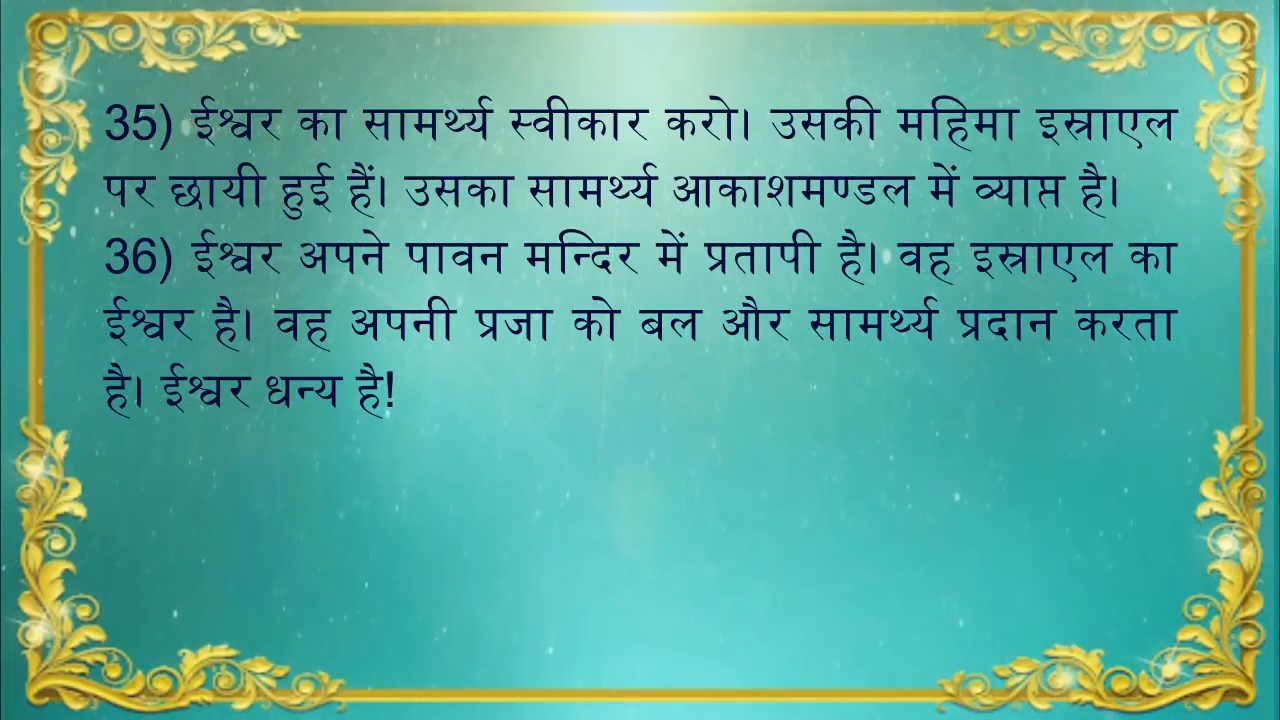 35) ईश्वर का सामर्थ्य स्वीकार करो। उसकी महिमा इस्राएल
पर छायी हुई हैं। उसका सामर्थ्य आकाशमण्डल में व्याप्त है।
36) ईश्वर अपने पावन मन्दिर में प्रतापी है। वह इस्राएल का
ईश्वर है। वह अपनी प्रजा को बल और सामर्थ्य प्रदान करता
है। ईश्वर धन्य है!